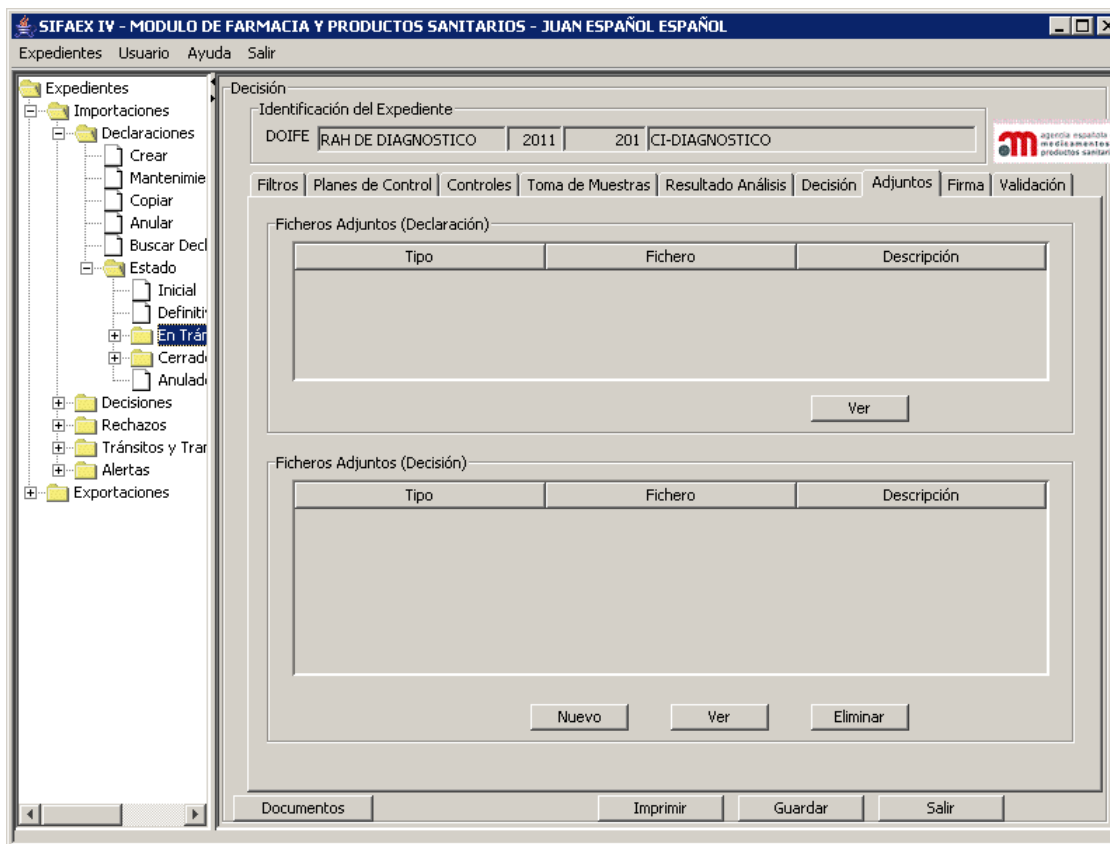 SIFAEX IV - MODULO DE FARMACIA Y PRODUCTOS SANITARIOS - JUAN ESPAÑOL ESPAÑOL
Expedientes Usuario Ayuda Salir
Expedientes
Importaciones
Declaraciones
Crear
Mantenimie
Copiar
Anular
Buscar Decl
Estado
Inicial
Definiti
En Trár
Cerrad
Anulad
Decisiones
Rechazos
Tránsitos y Trar
Alertas
Exportaciones
Decisión
Identificación del Expediente
DOIFE RAH DE DIAGNOSTICO 2011 201 CI-DIAGNOSTICO
agencia española
medicamentos
productos sanitari
Filtros Planes de Control Controles Toma de Muestras Resultado Análisis Decisión Adjuntos Firma Validación
Ficheros Adjuntos (Declaración)
Tipo Fichero Descripción
Ver
Ficheros Adjuntos (Decisión)
Tipo Fichero Descripción
Nuevo Ver Eliminar
Documentos Imprimir Guardar Salir